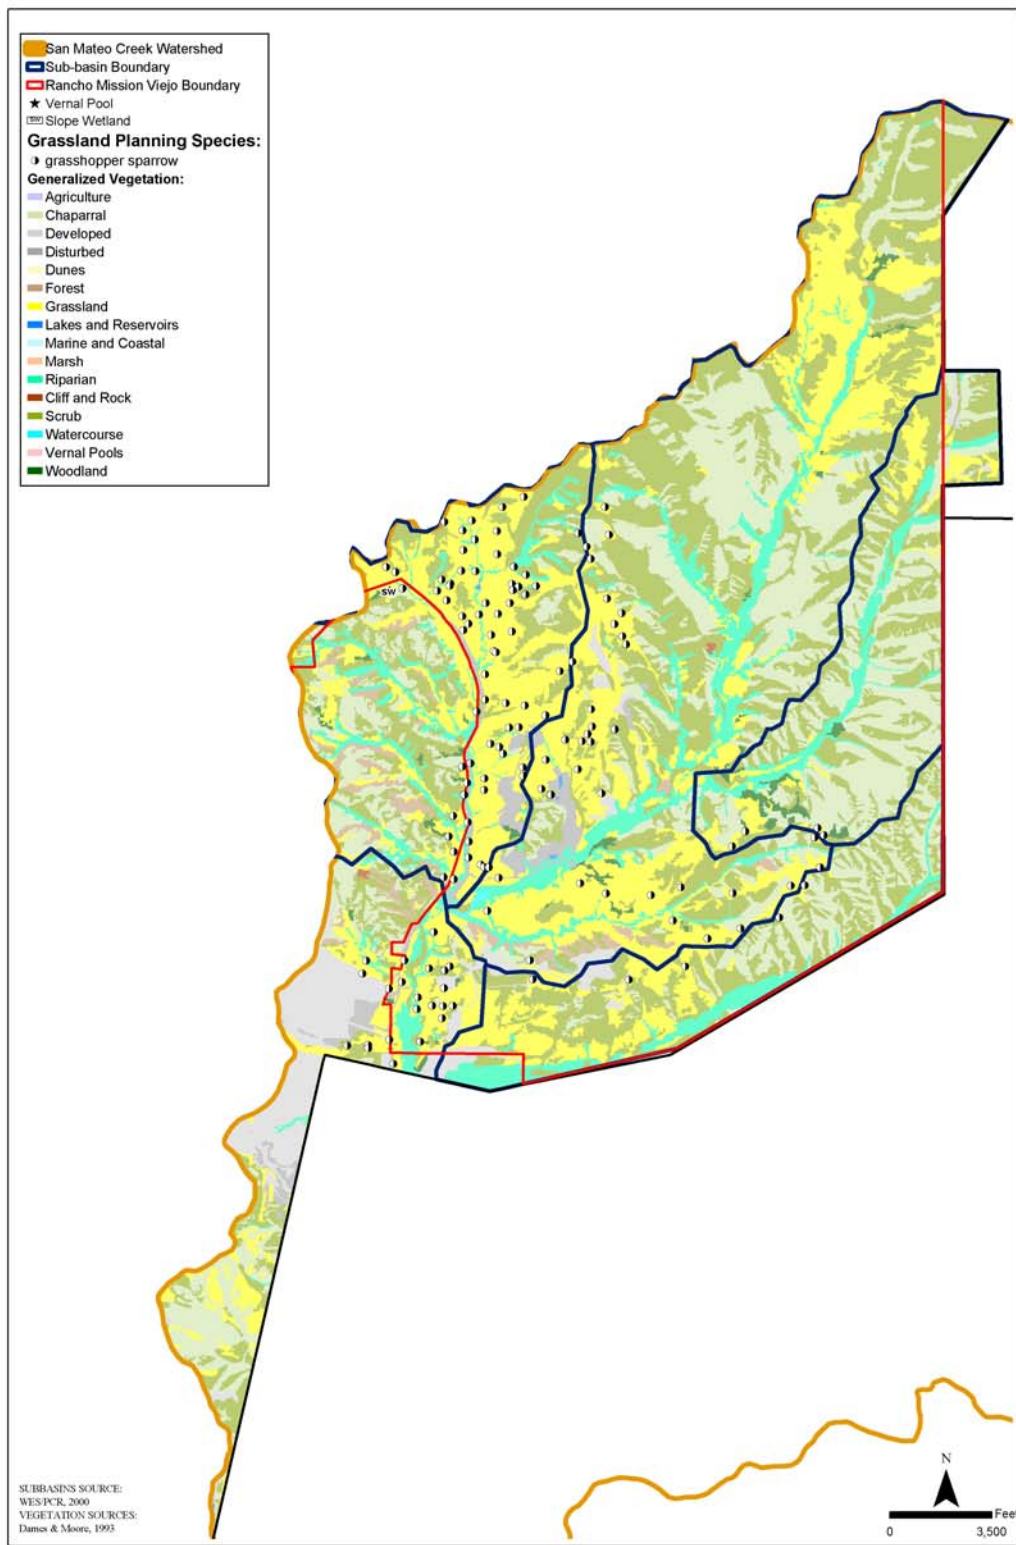 San Mateo Creek Watershed
Sub-basin Boundary
Rancho Mission Viejo Boundary
Vernal Pool
SW Slope Wetland
Grassland Planning Species:
grasshopper sparrow
Generalized Vegetation:
Agriculture
Chaparral
Developed
Disturbed
Dunes
Forest
Grassland
Lakes and Reservoirs
Marine and Coastal
Marsh
Riparian
Cliff and Rock
Scrub
Watercourse
Vernal Pools
Woodland
SW
SUBBASINS SOURCE:
WES/PCR, 2000
VEGETATION SOURCES:
Dames & Moore, 1993
N
Feet
0 3,500